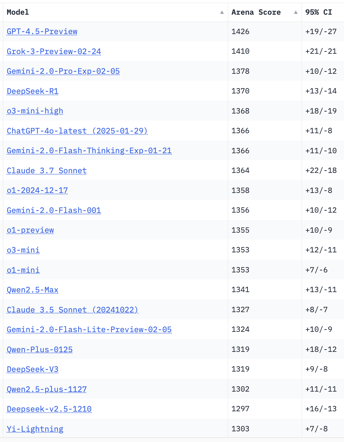 Model ▲ Arena Score ▲ 95% CI
GPT-4.5-Preview 1426 +19/-27
Grok-3-Preview-02-24 1410 +21/-21
Gemini-2.0-Pro-Exp-02-05 1378 +10/-12
DeepSeek-R1 1370 +13/-14
o3-mini-high 1368 +18/-19
ChatGPT-4o-latest (2025-01-29) 1366 +11/-8
Gemini-2.0-Flash-Thinking-Exp-01-21 1366 +11/-10
Claude 3.7 Sonnet 1364 +22/-18
o1-2024-12-17 1358 +13/-8
Gemini-2.0-Flash-001 1356 +10/-12
o1-preview 1355 +10/-9
o3-mini 1353 +12/-11
o1-mini 1353 +7/-6
Qwen2.5-Max 1341 +13/-11
Claude 3.5 Sonnet (20241022) 1327 +8/-7
Gemini-2.0-Flash-Lite-Preview-02-05 1324 +10/-9
Qwen-Plus-0125 1319 +18/-12
DeepSeek-V3 1319 +9/-8
Qwen2.5-plus-1127 1302 +11/-11
Deepseek-v2.5-1210 1297 +16/-13
Yi-Lightning 1303 +7/-8